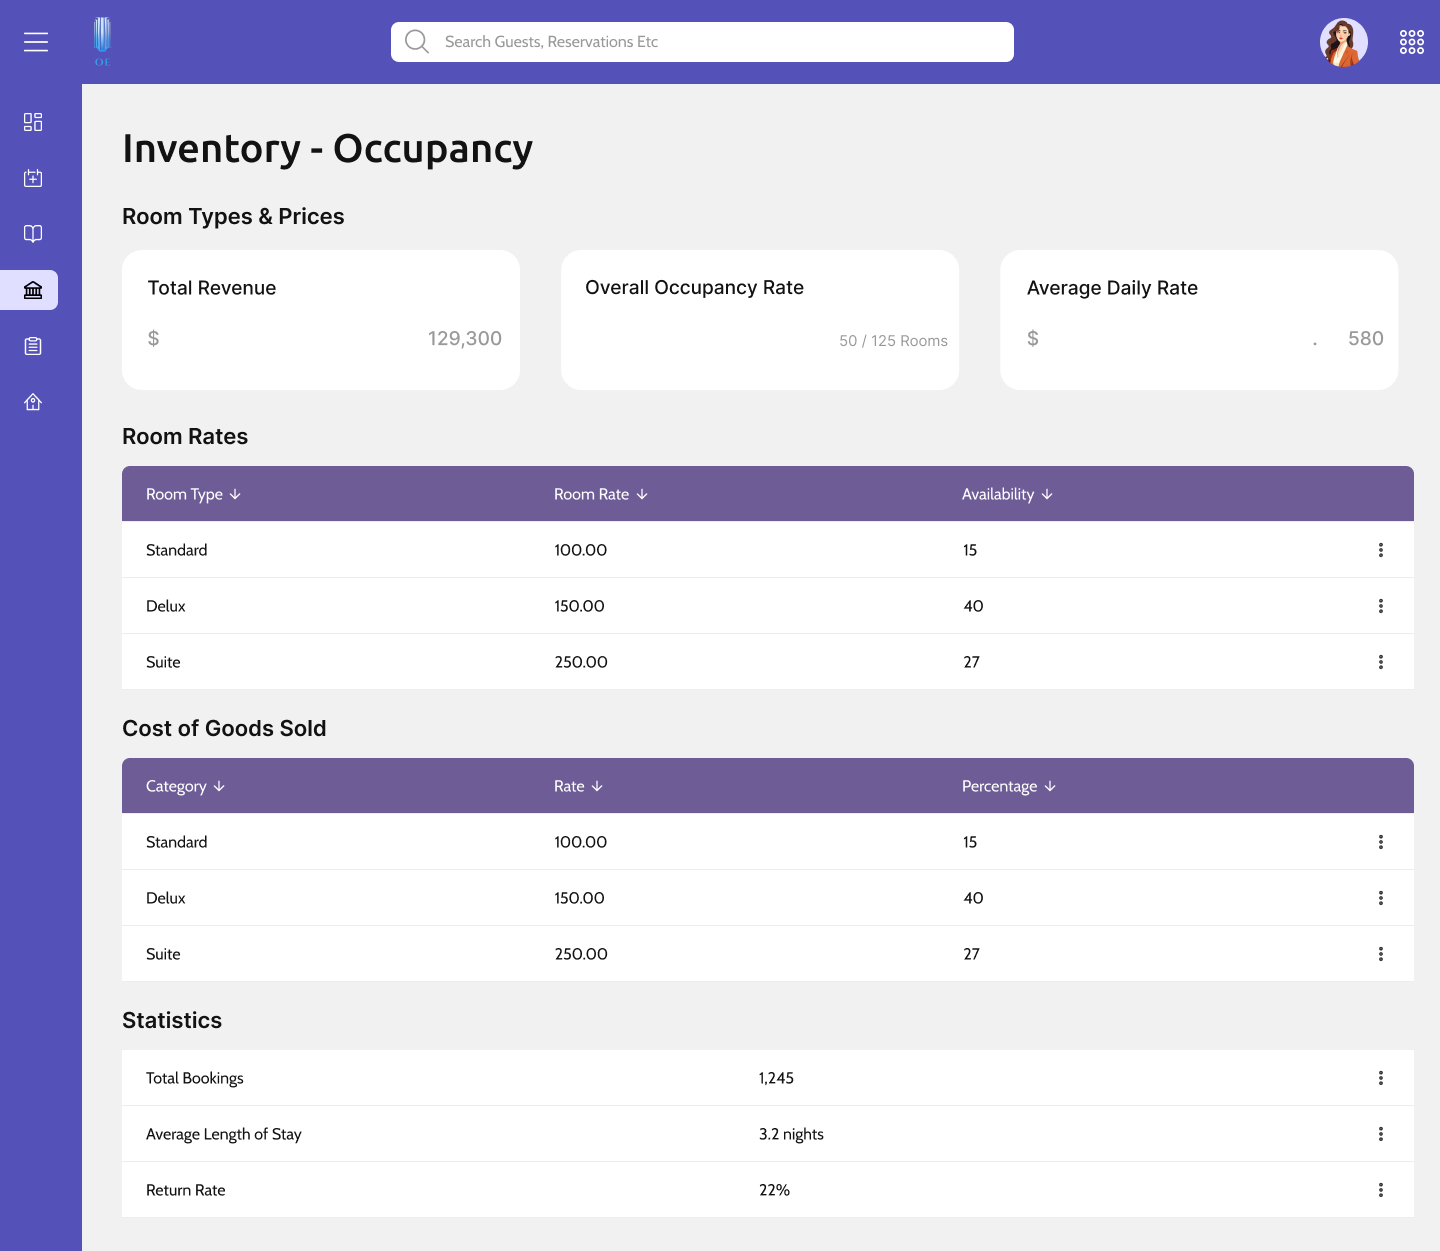 OE
Search Guests, Reservations Etc
Inventory - Occupancy
Room Types & Prices
Total Revenue
$ 129,300
Overall Occupancy Rate
50 / 125 Rooms
Average Daily Rate
$ . 580
Room Rates
Room Type Room Rate Availability
Standard 100.00 15
Delux 150.00 40
Suite 250.00 27
Cost of Goods Sold
Category Rate Percentage
Standard 100.00 15
Delux 150.00 40
Suite 250.00 27
Statistics
Total Bookings 1,245
Average Length of Stay 3.2 nights
Return Rate 22%